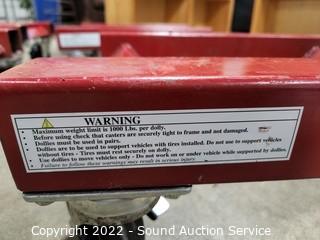 WARNING
Maximum weight limit is 1000 Lbs. per dolly.
Before using check that casters are securely tight to frame and not damaged.
Dollies must be used in pairs.
Dollies are to be used to support vehicles with tires installed. Do not use to support vehicles
without tires - Tires must rest securely on dolly.
Use dollies to move vehicles only - Do not work on or under vehicle while supported by dollies.
Failure to follow these warnings may result in serious injury
Copyright 2022 - Sound Auction Service